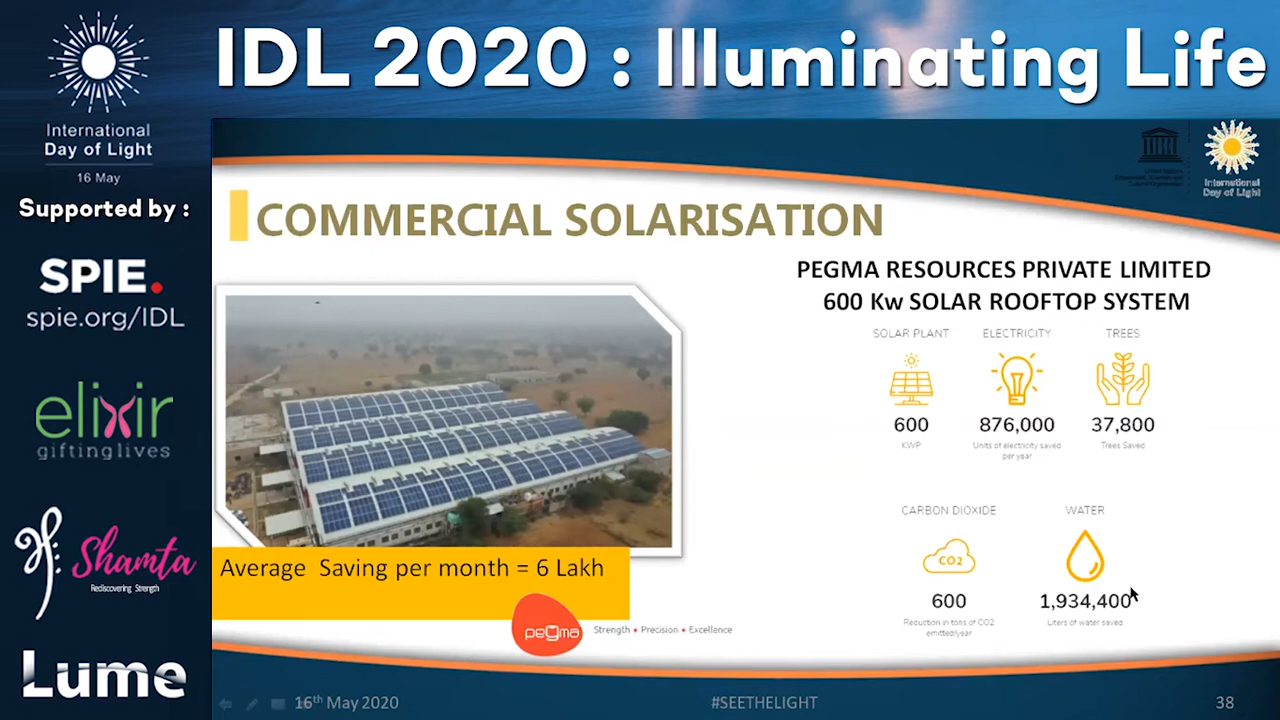 IDL 2020 : Illuminating Life
International
Day of Light
16 May
Supported by :
SPIE.
spie.org/IDL
elixir
giftinglives
Shamta
Rediscovering Strength
Lume
International
Day of Light
COMMERCIAL SOLARISATION
PEGMA RESOURCES PRIVATE LIMITED
600 Kw SOLAR ROOFTOP SYSTEM
SOLAR PLANT
ELECTRICITY
TREES
600
876,000
37,800
KWP
Units of electricity saved
per year
Trees Saved
CARBON DIOXIDE
WATER
CO2
600
1,934,400
Reduction in tons of CO2
emitted/year
Liters of water saved
Average Saving per month = 6 Lakh
pegma
Strength • Precision • Excellence
16th May 2020
#SEETHELIGHT
38